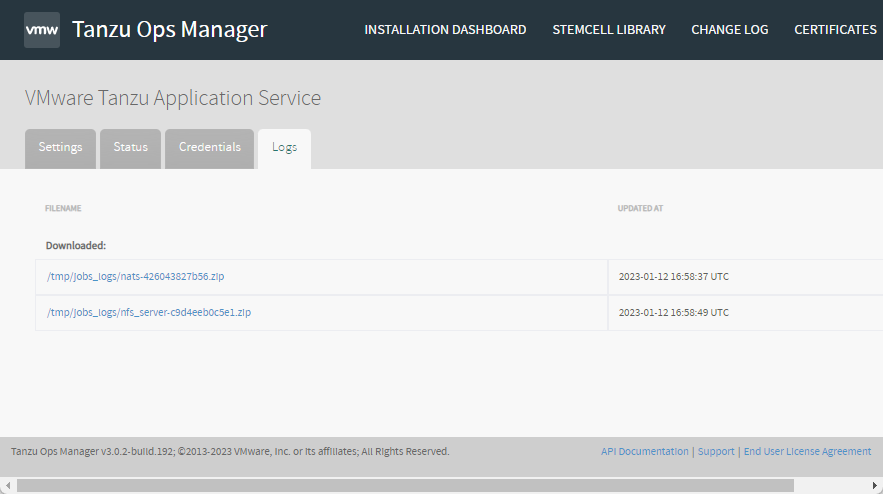 vmw Tanzu Ops Manager INSTALLATION DASHBOARD STEMCELL LIBRARY CHANGE LOG CERTIFICATES
VMware Tanzu Application Service
Settings Status Credentials Logs
FILENAME UPDATED AT
Downloaded:
/tmp/jobs_logs/nats-426043827b56.zip 2023-01-12 16:58:37 UTC
/tmp/jobs_logs/nfs_server-c9d4eeb0c5e1.zip 2023-01-12 16:58:49 UTC
Tanzu Ops Manager v3.0.2-build.192; ©2013-2023 VMware, Inc. or its affiliates; All Rights Reserved. API Documentation | Support | End User License Agreement